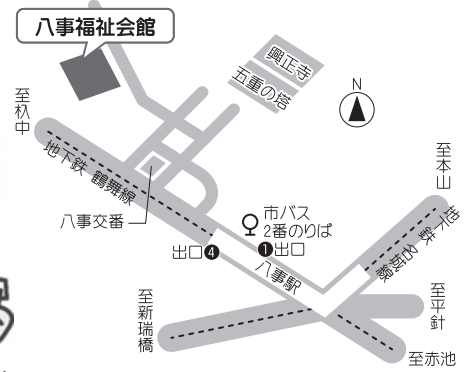 八事福祉会館
興正寺
五重の塔
N
至杁中
地下鉄 鶴舞線
八事交番
市バス
2番のりば
❶出口
出口❹
八事駅
至本山
地下鉄 名城線
至新瑞橋
至平針
至赤池